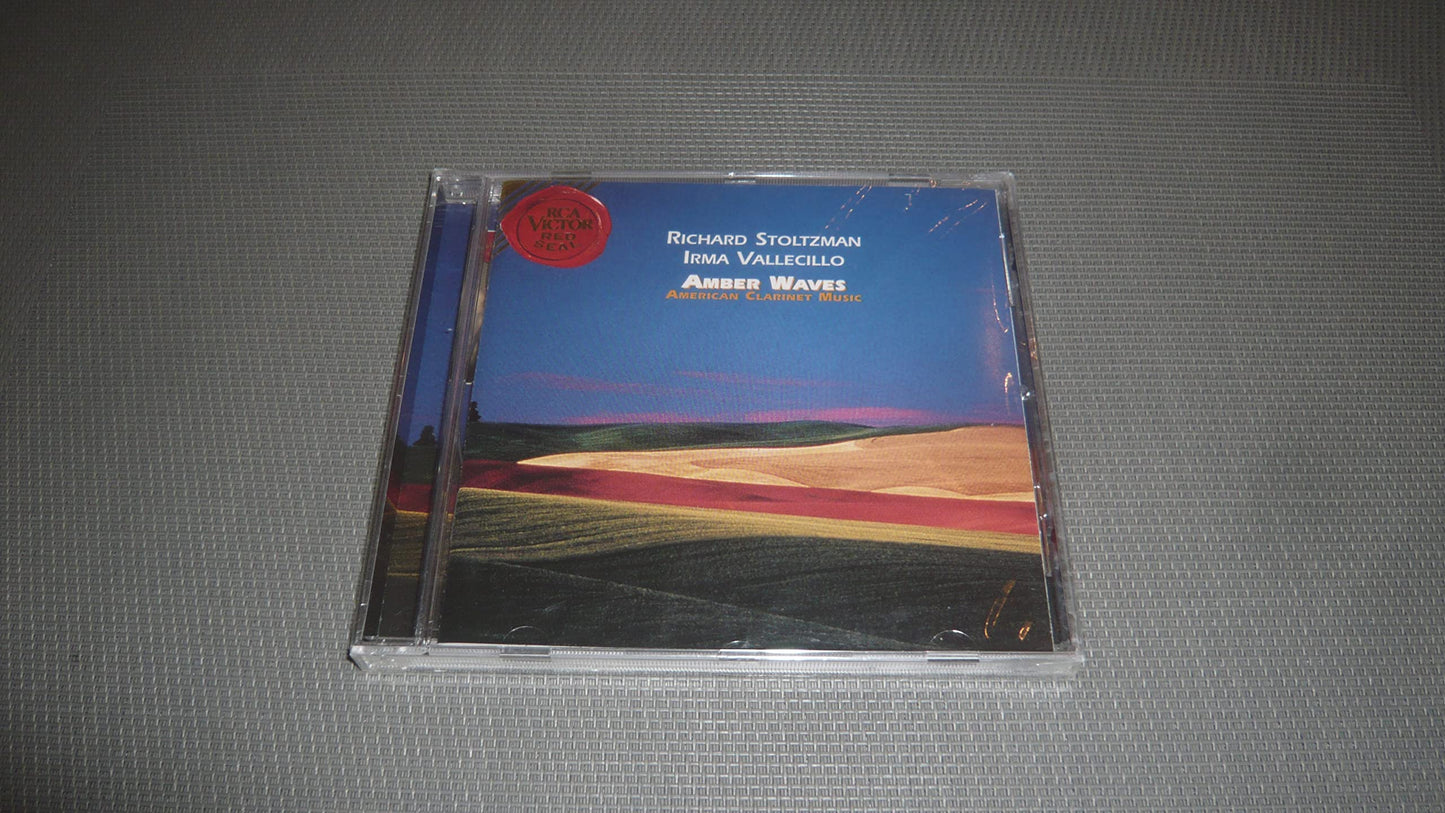 RCA
VICTOR
RED
SEAL
RICHARD STOLTZMAN
IRMA VALLECILLO
AMBER WAVES
AMERICAN CLARINET MUSIC